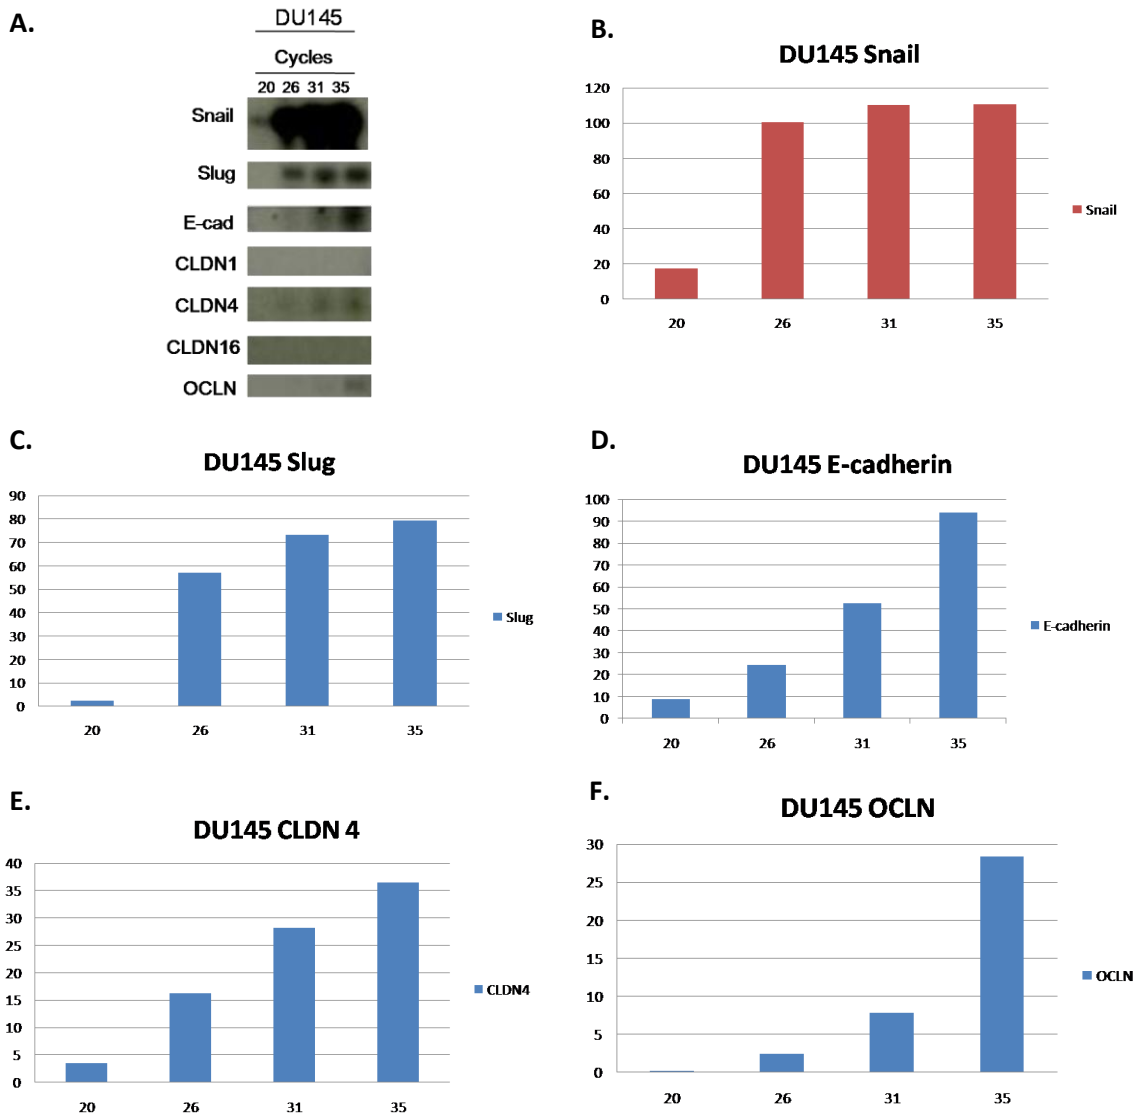 A.
DU145
Cycles
20 26 31 35
Snail
Slug
E-cad
CLDN1
CLDN4
CLDN16
OCLN
B.
DU145 Snail
120
100
80
60
40
20
0
20 26 31 35
Snail
C.
DU145 Slug
90
80
70
60
50
40
30
20
10
0
20 26 31 35
Slug
D.
DU145 E-cadherin
100
90
80
70
60
50
40
30
20
10
0
20 26 31 35
E-cadherin
E.
DU145 CLDN 4
40
35
30
25
20
15
10
5
0
20 26 31 35
CLDN4
F.
DU145 OCLN
30
25
20
15
10
5
0
20 26 31 35
OCLN